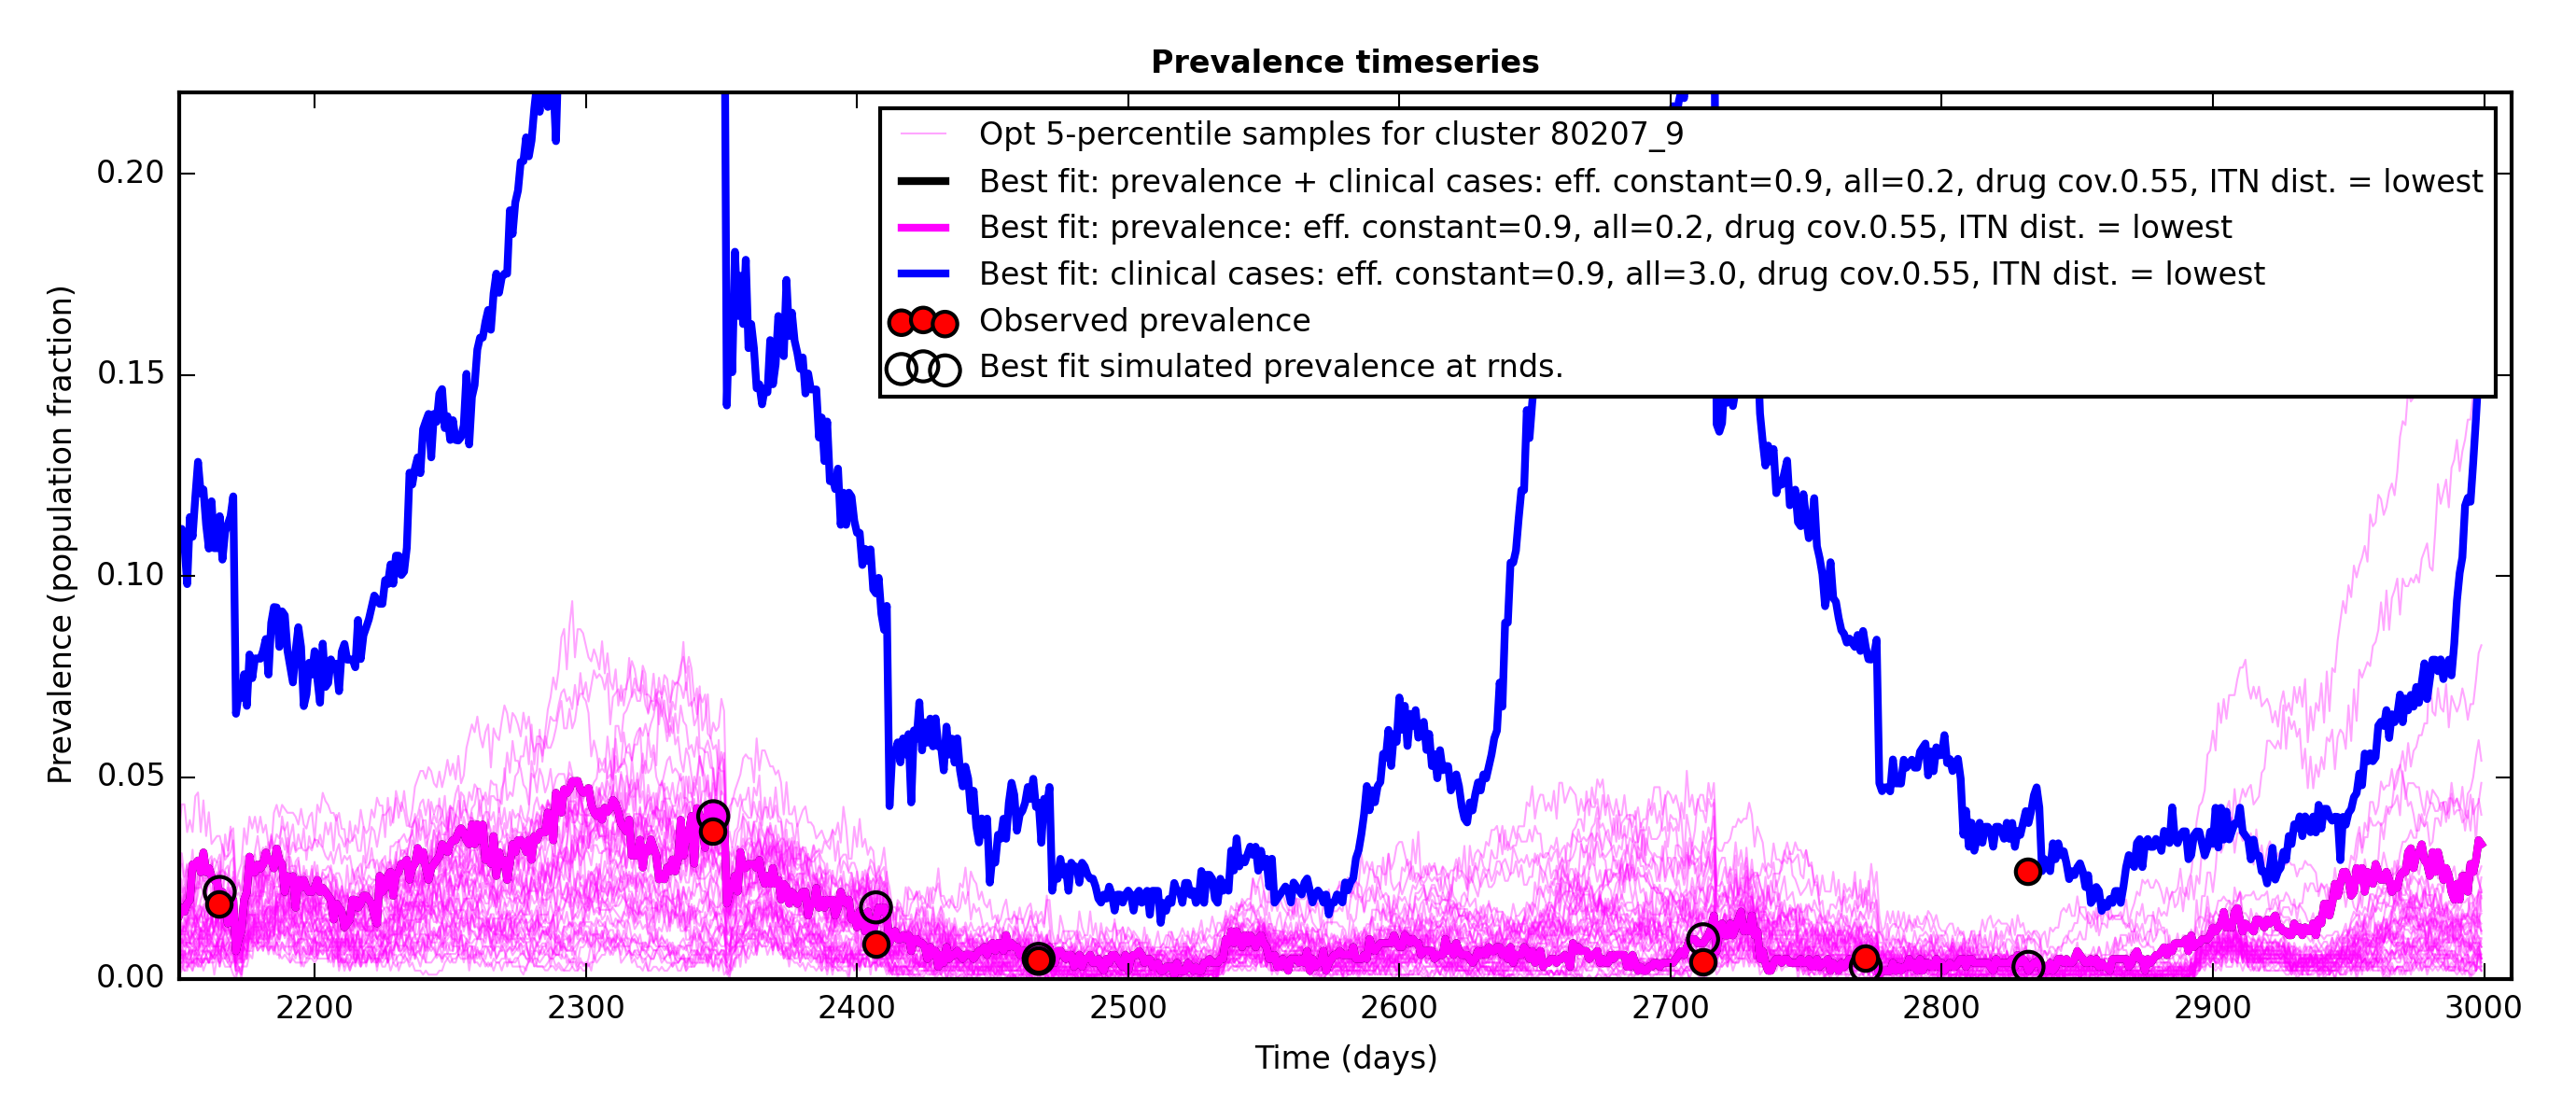 Prevalence timeseries
Opt 5-percentile samples for cluster 80207_9
Best fit: prevalence + clinical cases: eff. constant=0.9, all=0.2, drug cov.0.55, ITN dist. = lowest
Best fit: prevalence: eff. constant=0.9, all=0.2, drug cov.0.55, ITN dist. = lowest
Best fit: clinical cases: eff. constant=0.9, all=3.0, drug cov.0.55, ITN dist. = lowest
Observed prevalence
Best fit simulated prevalence at rnds.
Prevalence (population fraction)
0.20
0.15
0.10
0.05
0.00
2200 2300 2400 2500 2600 2700 2800 2900 3000
Time (days)